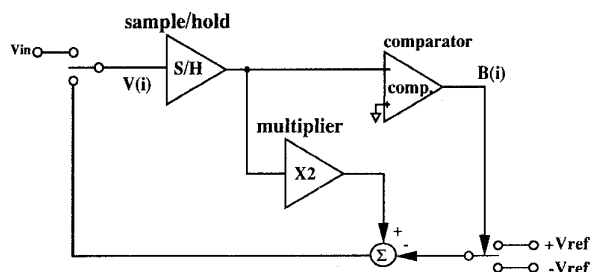 sample/hold
comparator
Vin
V(i)
S/H
B(i)
comp.
+
multiplier
X2
+
-
Σ
+Vref
-Vref